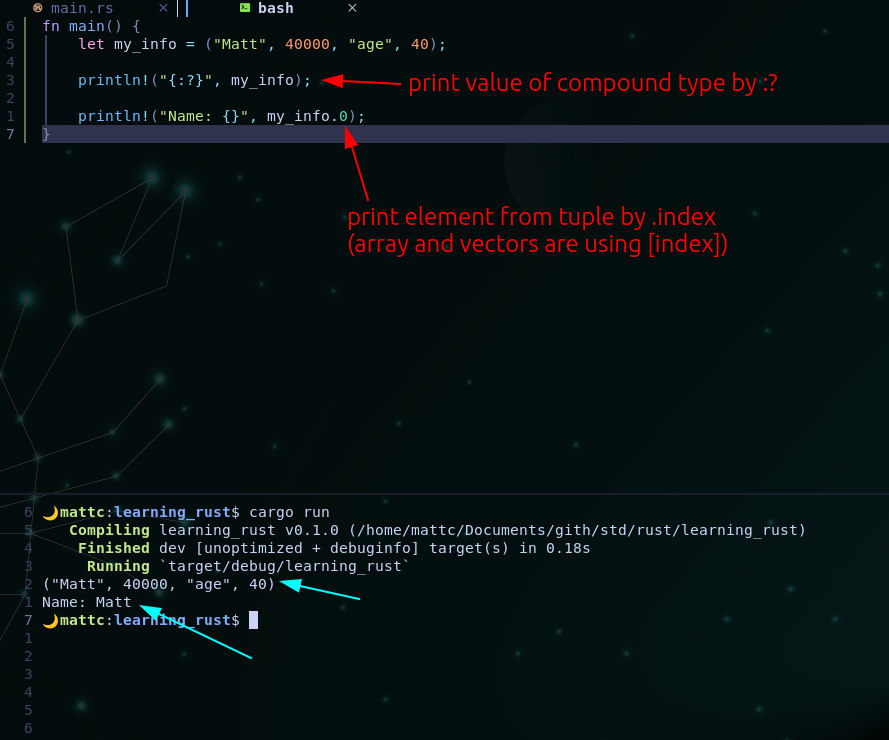 main.rs × bash ×
6 fn main() {
5 let my_info = ("Matt", 40000, "age", 40);
4
3 println!("{:?}", my_info); print value of compound type by :?
2
1 println!("Name: {}", my_info.0);
7 }
print element from tuple by .index
(array and vectors are using [index])
6 🌙mattc:learning_rust$ cargo run
5 Compiling learning_rust v0.1.0 (/home/mattc/Documents/gith/std/rust/learning_rust)
4 Finished dev [unoptimized + debuginfo] target(s) in 0.18s
3 Running `target/debug/learning_rust`
2 ("Matt", 40000, "age", 40)
1 Name: Matt
7 🌙mattc:learning_rust$
1
2
3
4
5
6